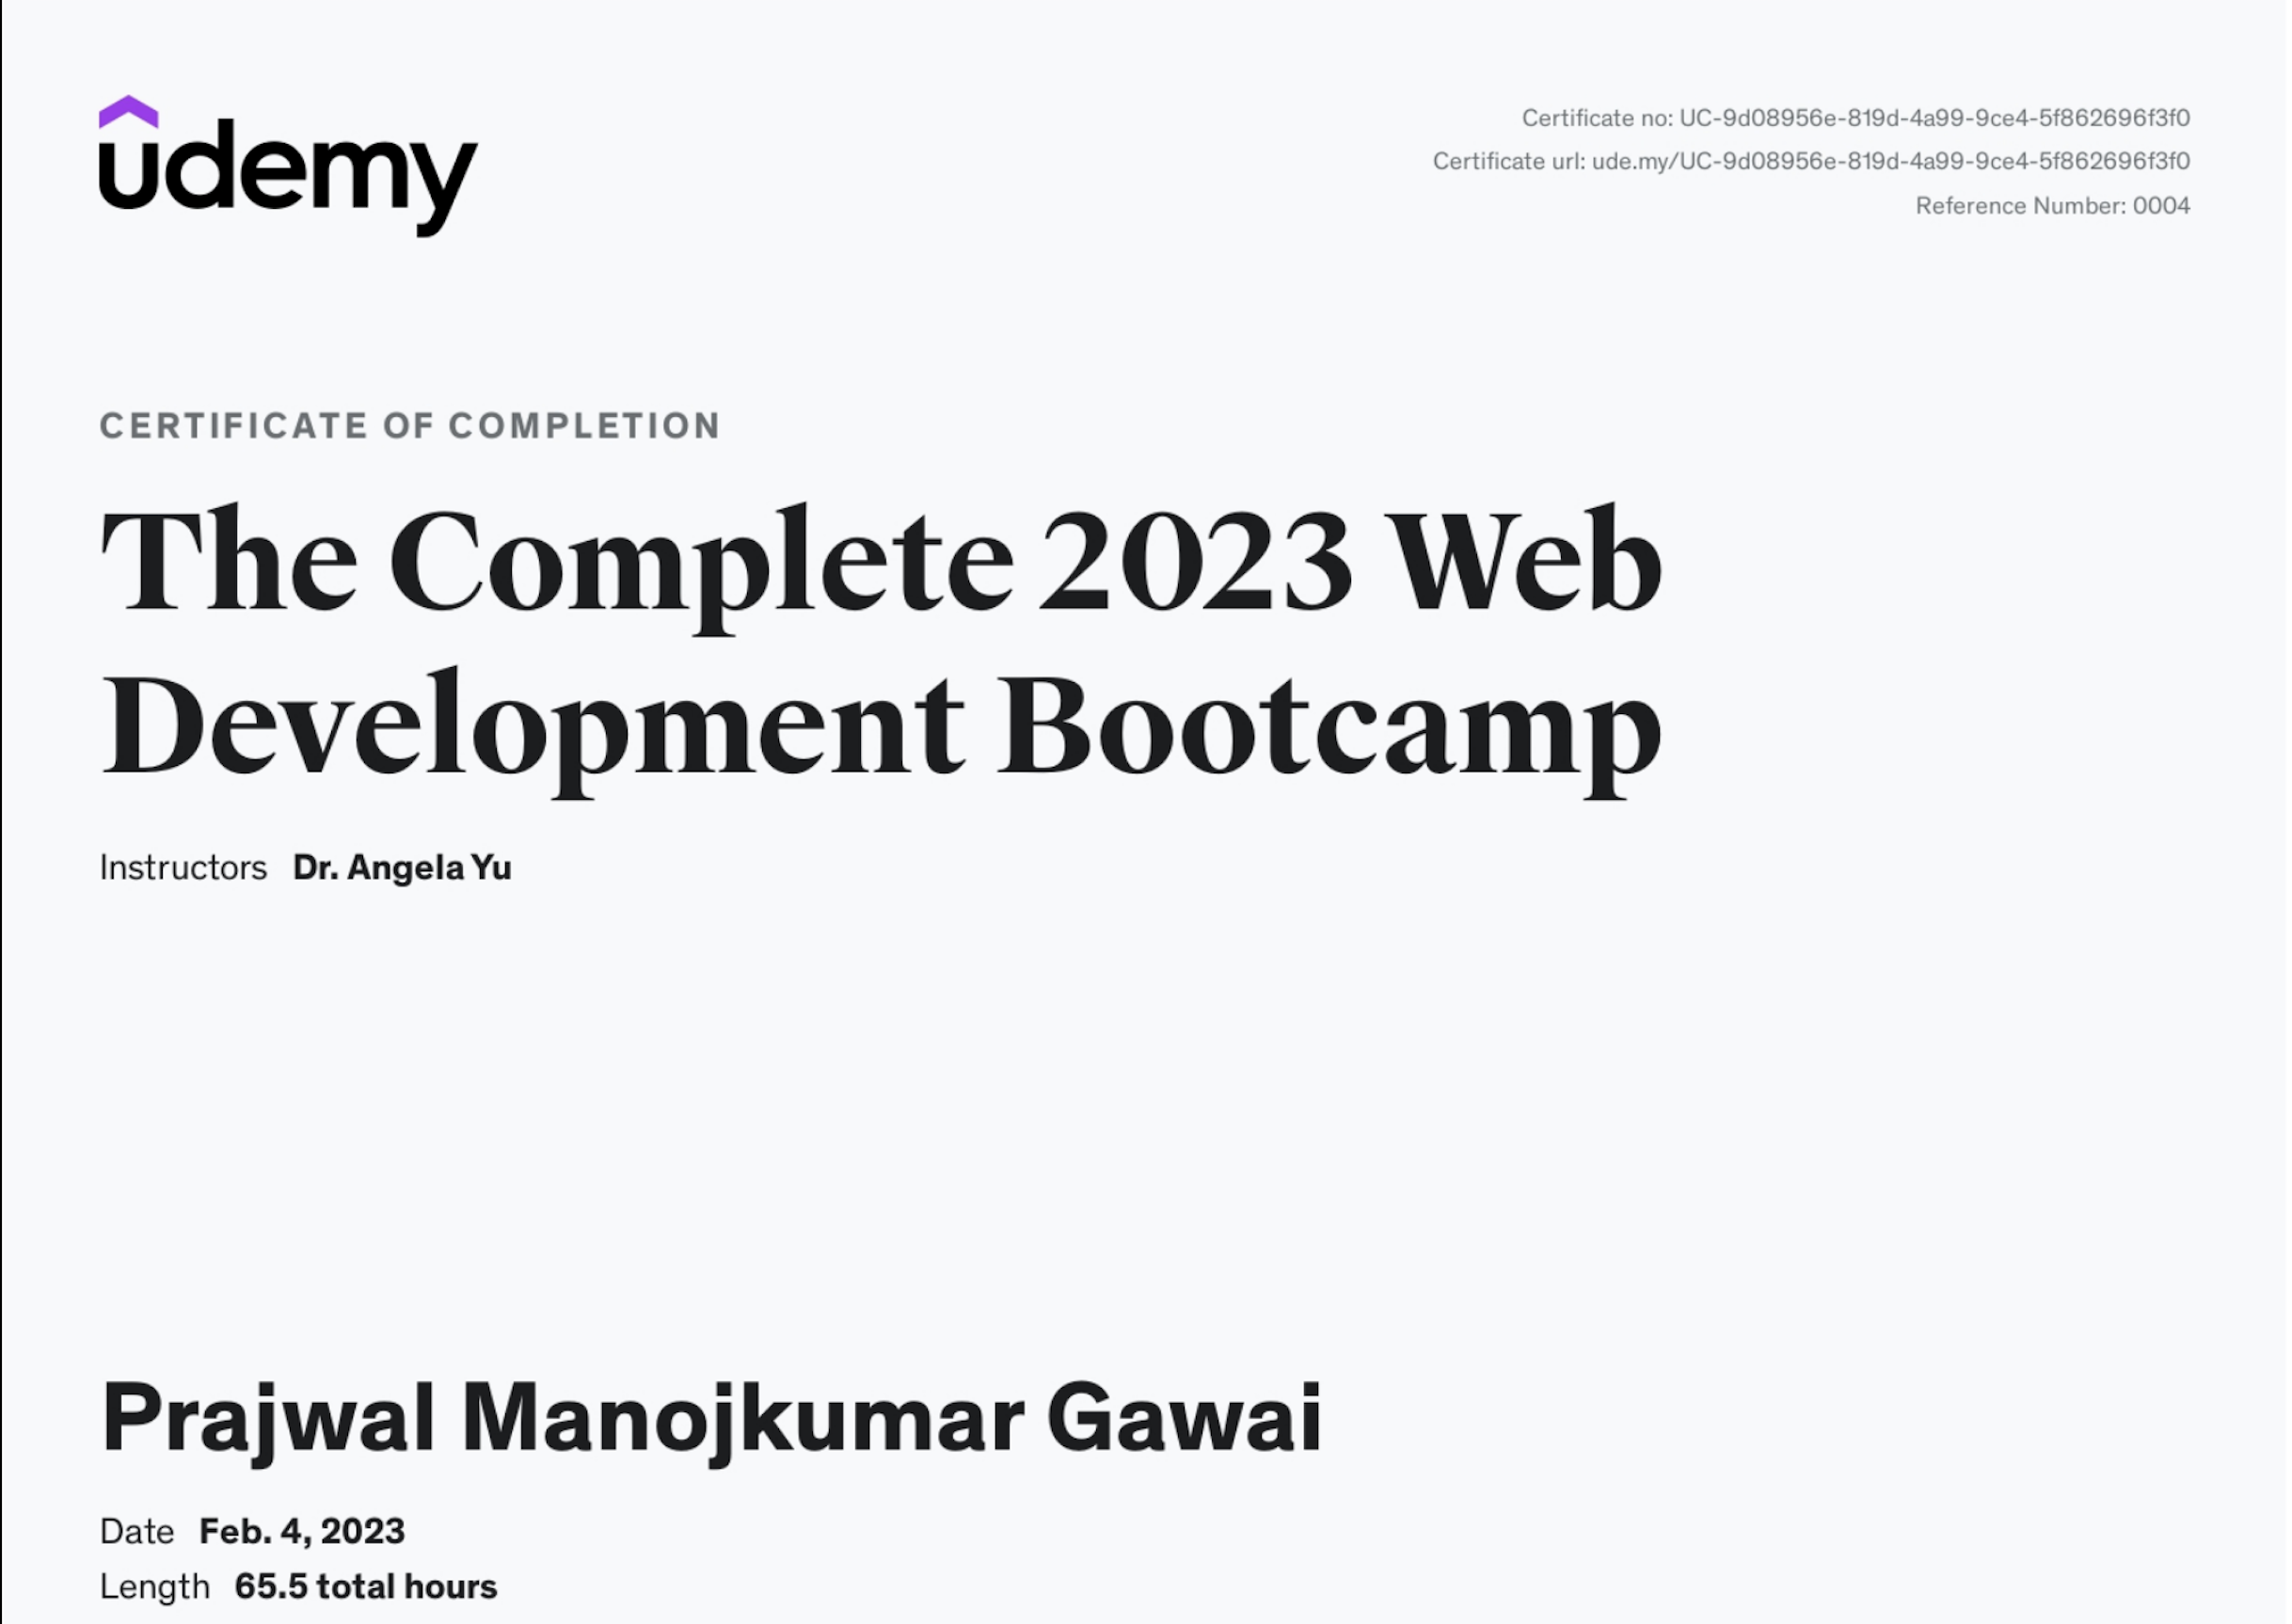 udemy
Certificate no: UC-9d08956e-819d-4a99-9ce4-5f862696f3f0
Certificate url: ude.my/UC-9d08956e-819d-4a99-9ce4-5f862696f3f0
Reference Number: 0004
CERTIFICATE OF COMPLETION
The Complete 2023 Web
Development Bootcamp
Instructors Dr. Angela Yu
Prajwal Manojkumar Gawai
Date Feb. 4, 2023
Length 65.5 total hours